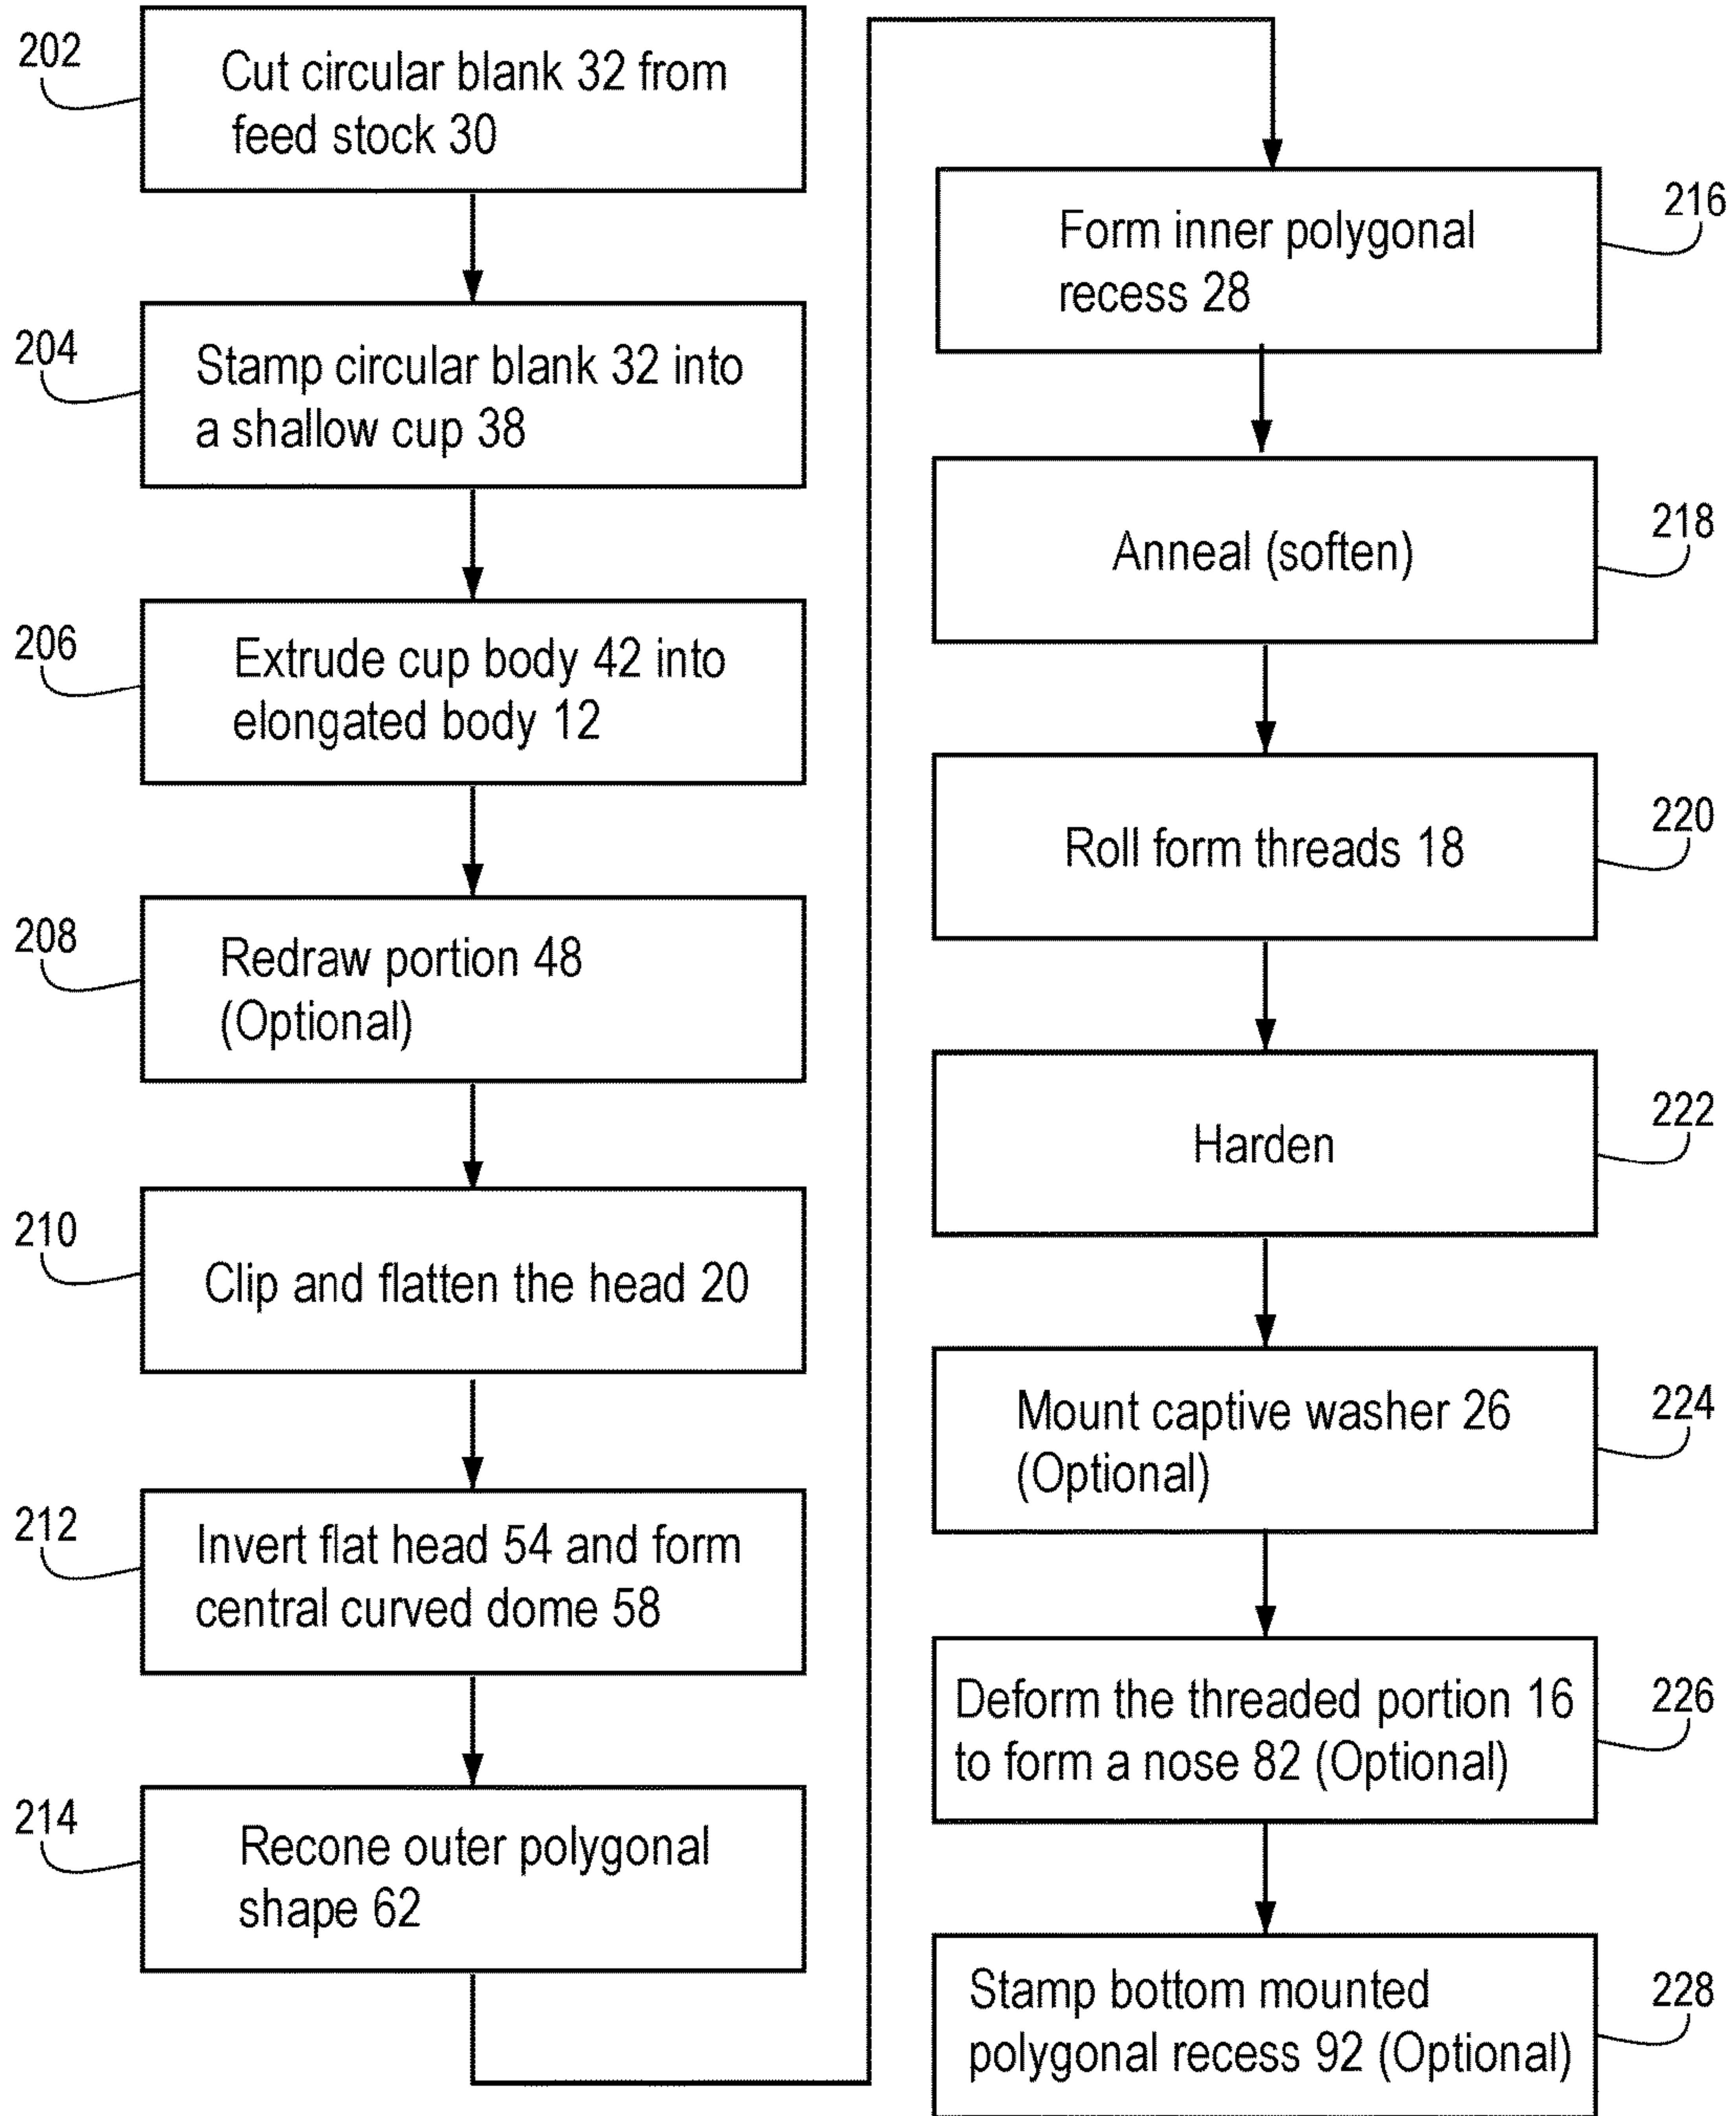 202
Cut circular blank 32 from
feed stock 30
204
Stamp circular blank 32 into
a shallow cup 38
206
Extrude cup body 42 into
elongated body 12
208
Redraw portion 48
(Optional)
210
Clip and flatten the head 20
212
Invert flat head 54 and form
central curved dome 58
214
Recone outer polygonal
shape 62
216
Form inner polygonal
recess 28
218
Anneal (soften)
220
Roll form threads 18
222
Harden
224
Mount captive washer 26
(Optional)
226
Deform the threaded portion 16
to form a nose 82 (Optional)
228
Stamp bottom mounted
polygonal recess 92 (Optional)